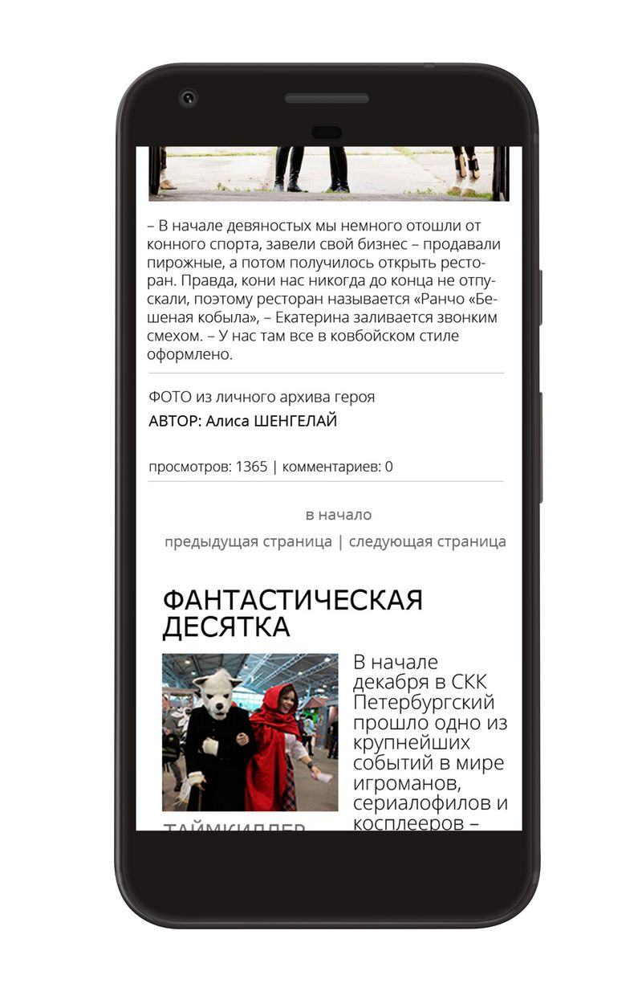 – В начале девяностых мы немного отошли от
конного спорта, завели свой бизнес – продавали
пирожные, а потом получилось открыть ресто-
ран. Правда, кони нас никогда до конца не отпу-
скали, поэтому ресторан называется «Ранчо «Бе-
шеная кобыла», – Екатерина заливается звонким
смехом. – У нас там все в ковбойском стиле
оформлено.
ФОТО из личного архива героя
АВТОР: Алиса ШЕНГЕЛАЙ
просмотров: 1365 | комментариев: 0
в начало
предыдущая страница | следующая страница
ФАНТАСТИЧЕСКАЯ
ДЕСЯТКА
В начале
декабря в СКК
Петербургский
прошло одно из
крупнейших
событий в мире
игроманов,
сериалофилов и
косплееров –
ТАЙМКИЛЛЕР